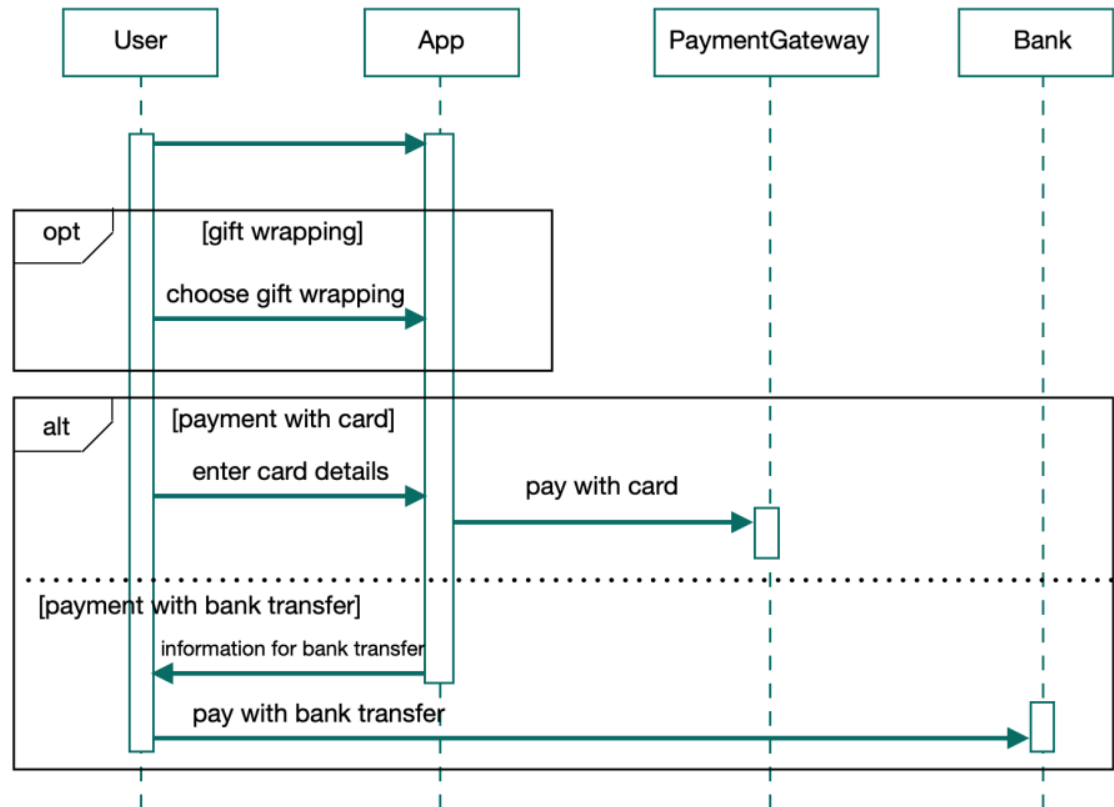 User
App
PaymentGateway
Bank
opt
[gift wrapping]
choose gift wrapping
alt
[payment with card]
enter card details
pay with card
[payment with bank transfer]
information for bank transfer
pay with bank transfer